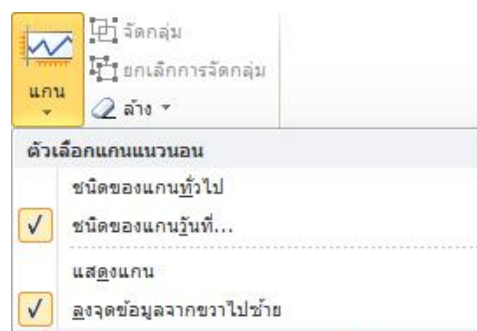 แกน
จัดกลุ่ม
ยกเลิกการจัดกลุ่ม
ล้าง
ตัวเลือกแกนแนวนอน
ชนิดของแกนทั่วไป
ชนิดของแกนวันที่...
แสดงแกน
ลงจุดข้อมูลจากขวาไปซ้าย